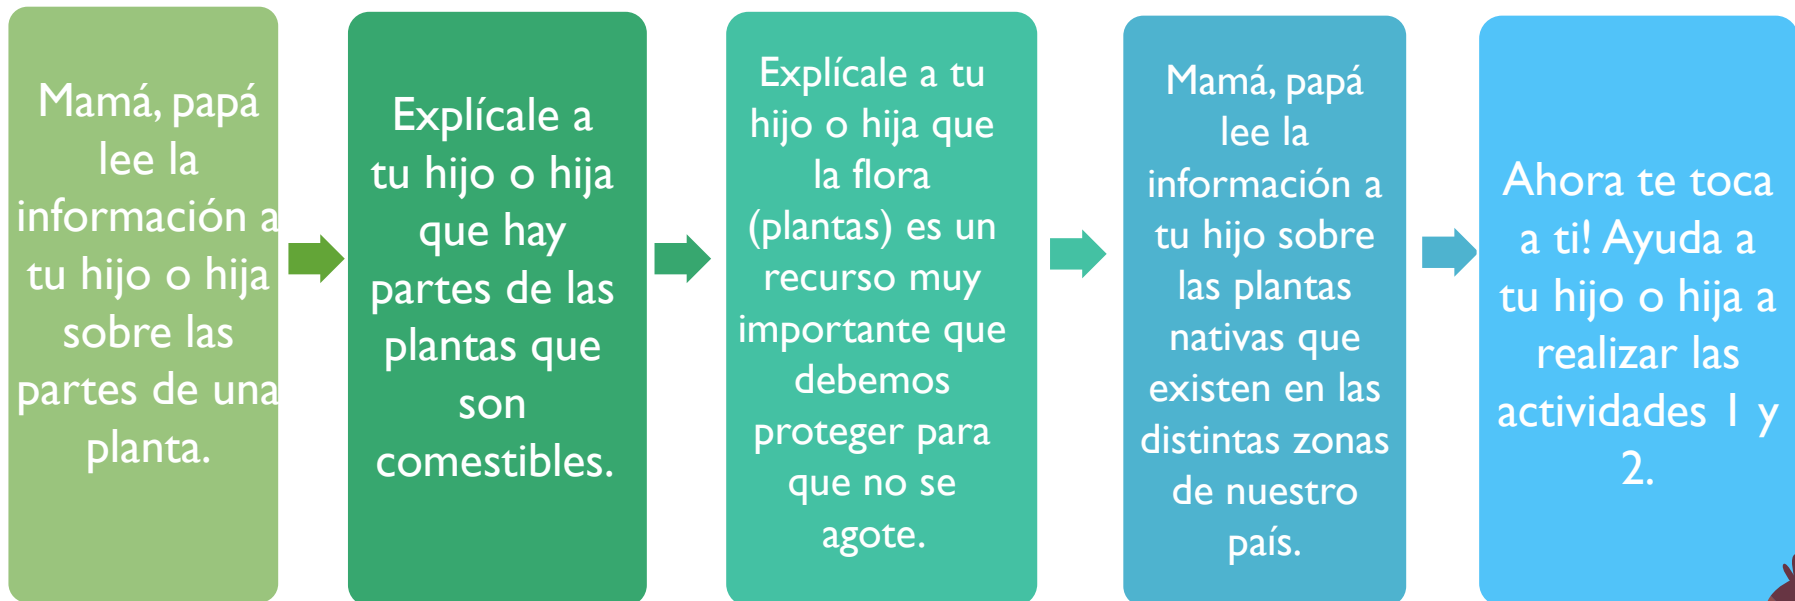 Mamá, papá
lee la
información a
tu hijo o hija
sobre las
partes de una
planta.
Explícale a
tu hijo o hija
que hay
partes de las
plantas que
son
comestibles.
Explícale a tu
hijo o hija que
la flora
(plantas) es un
recurso muy
importante que
debemos
proteger para
que no se
agote.
Mamá, papá
lee la
información a
tu hijo sobre
las plantas
nativas que
existen en las
distintas zonas
de nuestro
país.
Ahora te toca
a ti! Ayuda a
tu hijo o hija a
realizar las
actividades 1 y
2.